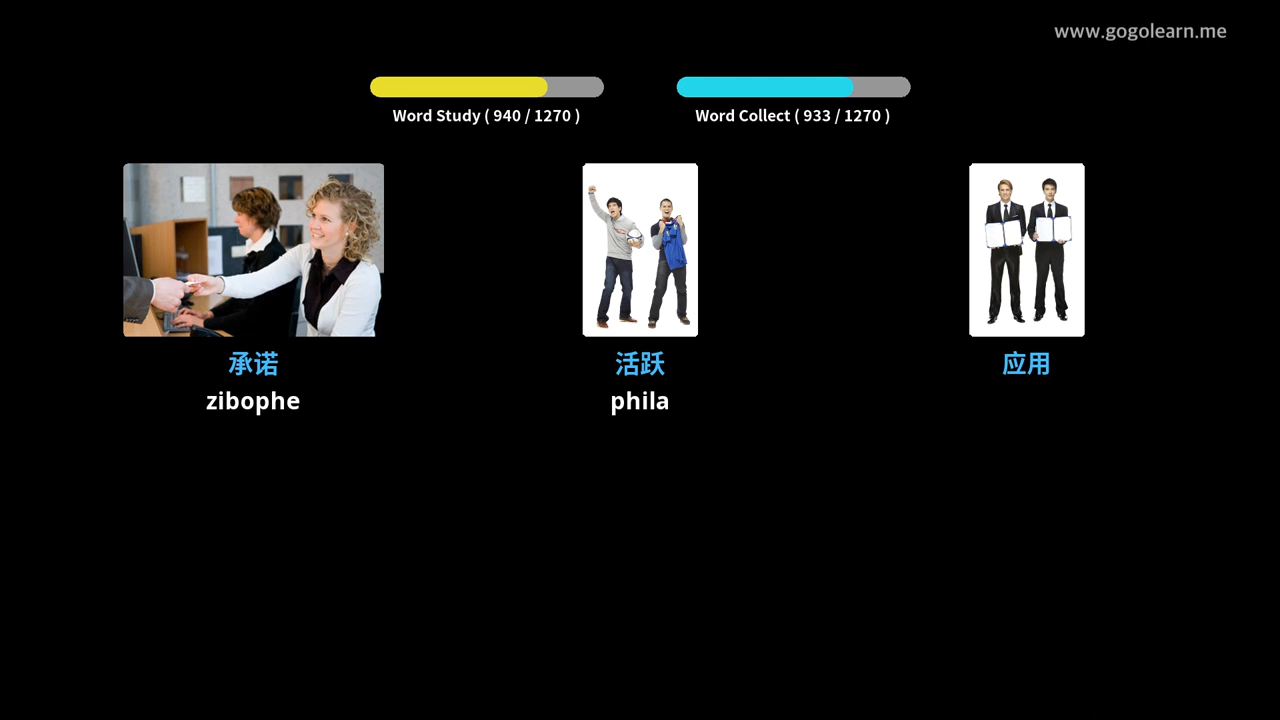 www.gogolearn.me
Word Study ( 940 / 1270 )
Word Collect ( 933 / 1270 )
承诺
活跃
应用
zibophe
phila